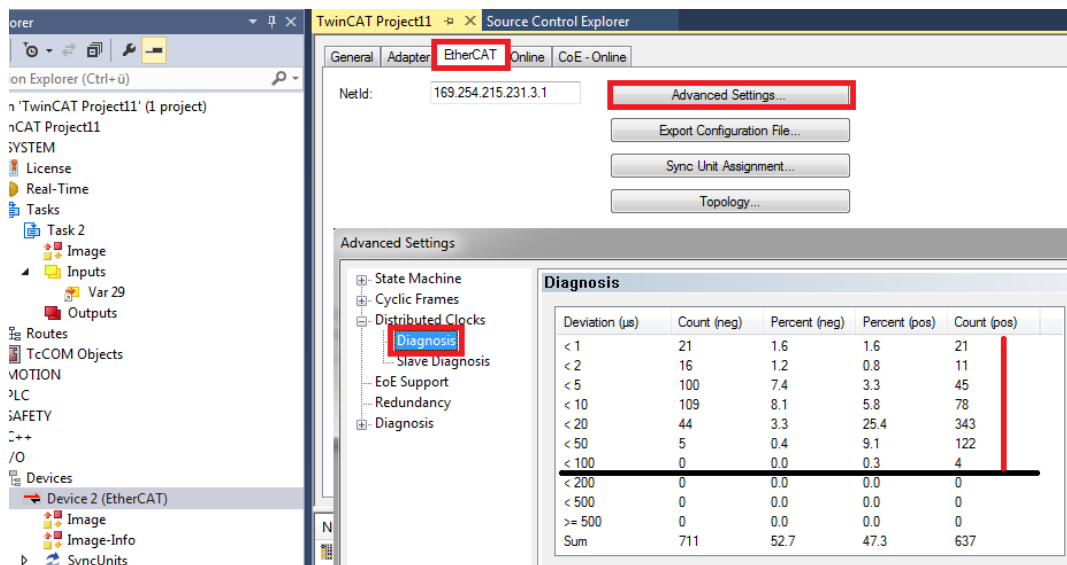 orer
ion Explorer (Ctrl+ü)
n 'TwinCAT Project11' (1 project)
nCAT Project11
SYSTEM
License
Real-Time
Tasks
Task 2
Image
Inputs
Var 29
Outputs
Routes
TcCOM Objects
MOTION
PLC
SAFETY
C++
/O
Devices
Device 2 (EtherCAT)
Image
Image-Info
SyncUnits
TwinCAT Project11 Source Control Explorer
General Adapter EtherCAT Online CoE - Online
NetId: 169.254.215.231.3.1 Advanced Settings...
Export Configuration File...
Sync Unit Assignment...
Topology...
N
Advanced Settings
State Machine
Cyclic Frames
Distributed Clocks
Diagnosis
Slave Diagnosis
EoE Support
Redundancy
Diagnosis
Diagnosis
Deviation (µs) Count (neg) Percent (neg) Percent (pos) Count (pos)
< 1 21 1.6 1.6 21
< 2 16 1.2 0.8 11
< 5 100 7.4 3.3 45
< 10 109 8.1 5.8 78
< 20 44 3.3 25.4 343
< 50 5 0.4 9.1 122
< 100 0 0.0 0.3 4
< 200 0 0.0 0.0 0
< 500 0 0.0 0.0 0
>= 500 0 0.0 0.0 0
Sum 711 52.7 47.3 637